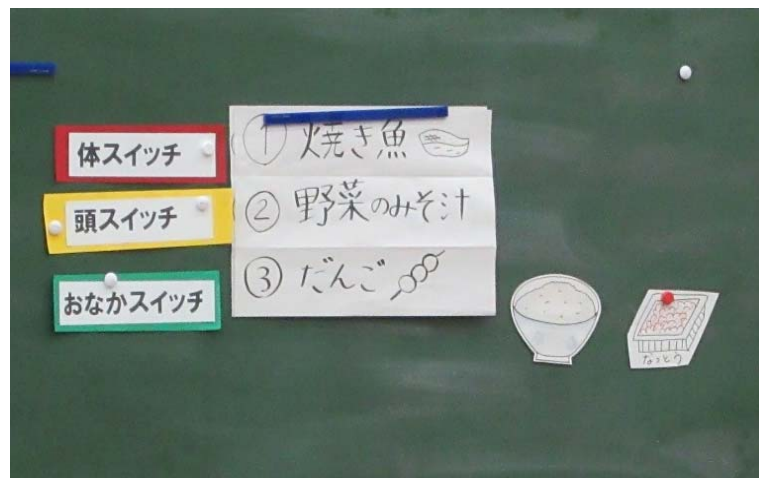 体スイッチ
頭スイッチ
おなかスイッチ
① 焼き魚
② 野菜のみそ汁
③ だんご
なっとう